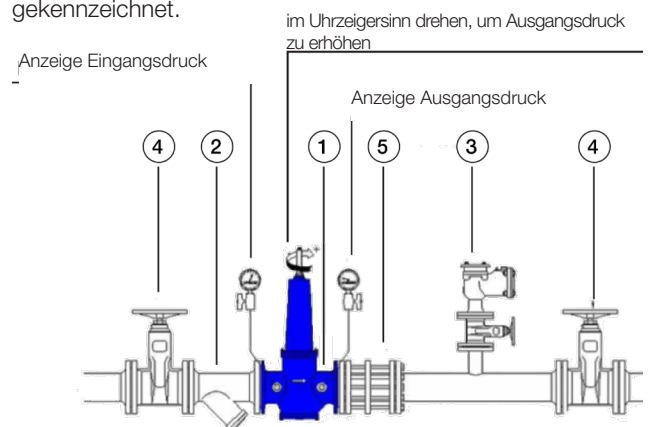 gekennzeichnet.
im Uhrzeigersinn drehen, um Ausgangsdruck
zu erhöhen
Anzeige Eingangsdruck
Anzeige Ausgangsdruck
4
2
1
5
3
4
+